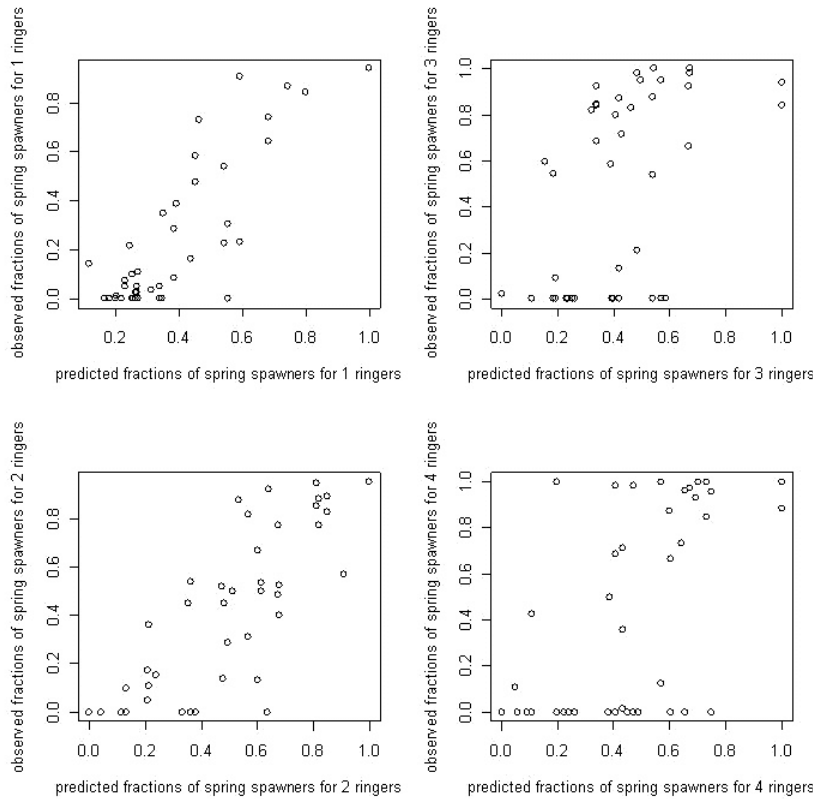 observed fractions of spring spawners for 1 ringers
0.0 0.2 0.4 0.6 0.8
0.2 0.4 0.6 0.8 1.0
predicted fractions of spring spawners for 1 ringers
observed fractions of spring spawners for 3 ringers
0.0 0.2 0.4 0.6 0.8 1.0
0.0 0.2 0.4 0.6 0.8 1.0
predicted fractions of spring spawners for 3 ringers
observed fractions of spring spawners for 2 ringers
0.0 0.2 0.4 0.6 0.8
0.0 0.2 0.4 0.6 0.8 1.0
predicted fractions of spring spawners for 2 ringers
observed fractions of spring spawners for 4 ringers
0.0 0.2 0.4 0.6 0.8 1.0
0.0 0.2 0.4 0.6 0.8 1.0
predicted fractions of spring spawners for 4 ringers